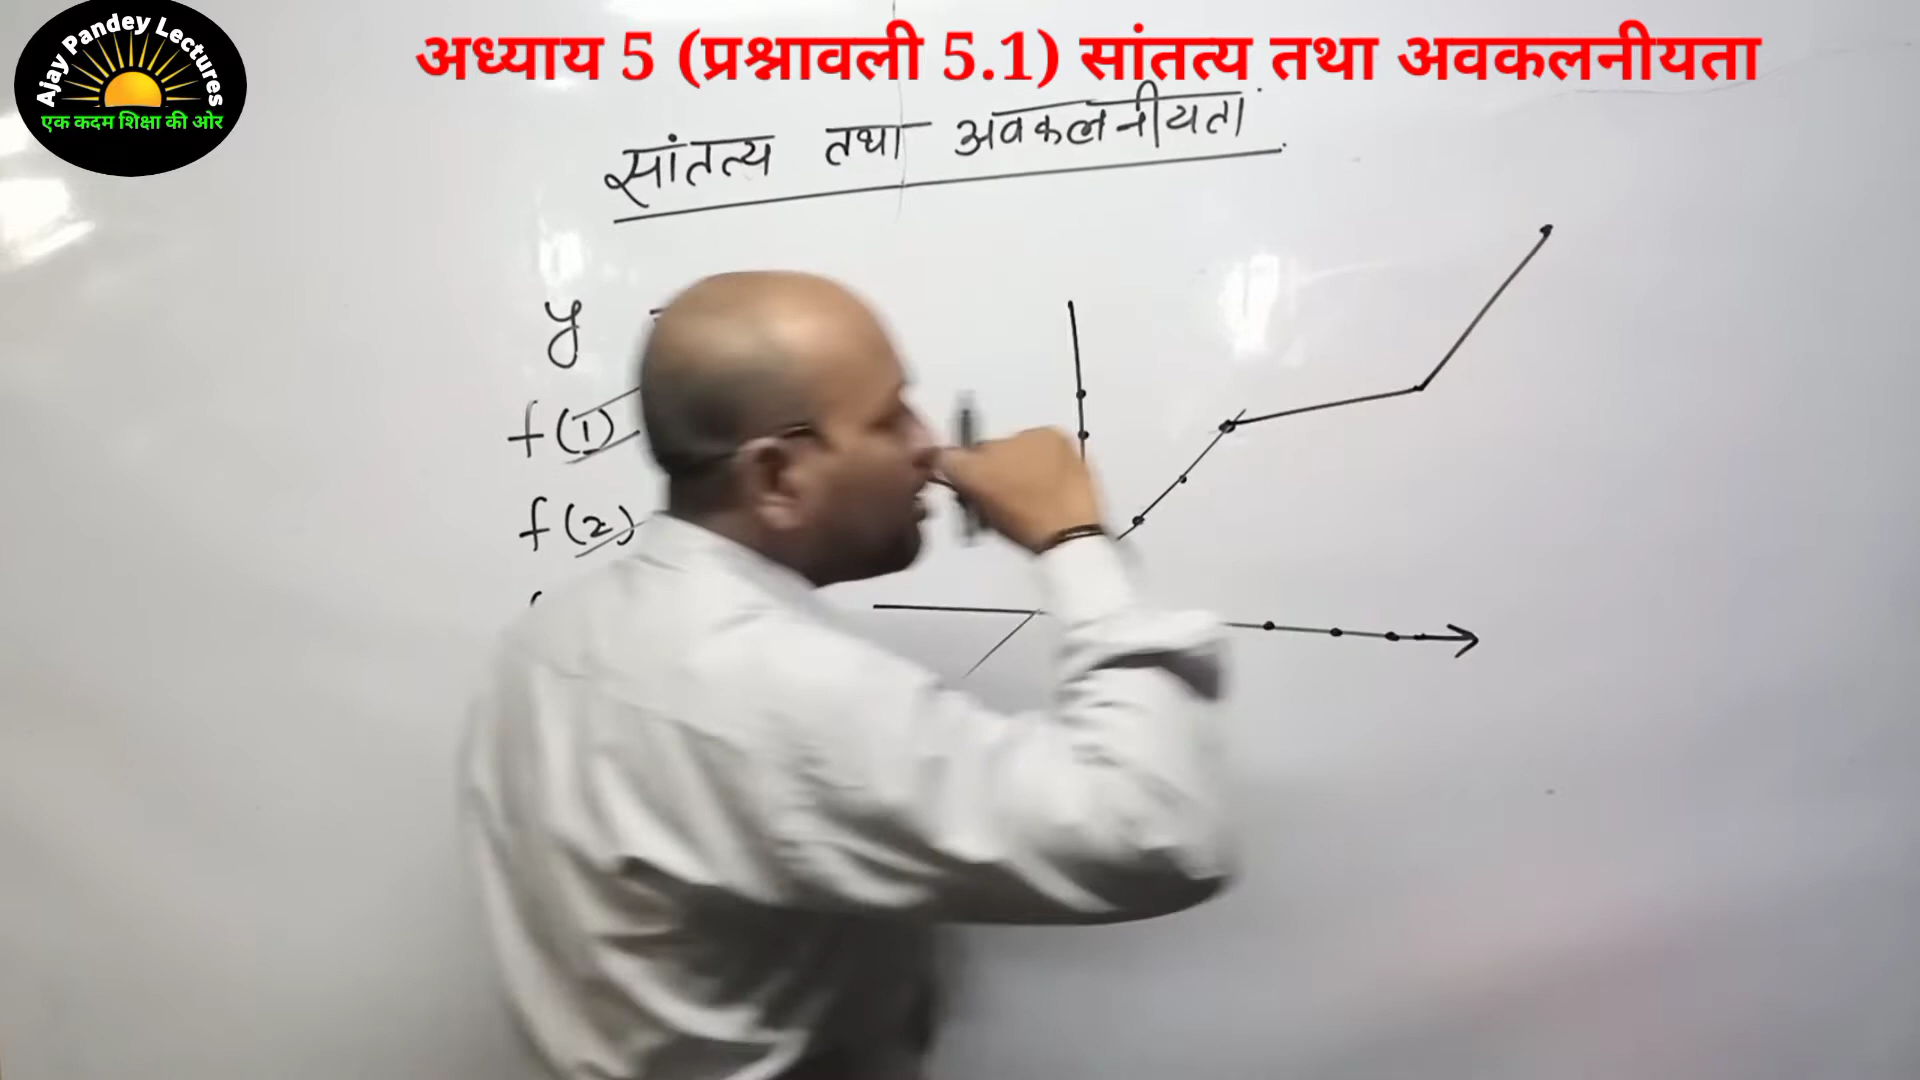 Ajay Pandey Lectures
एक कदम शिक्षा की ओर
अध्याय 5 (प्रश्नावली 5.1) सांतत्य तथा अवकलनीयता
सांतत्य तथा अवकलनीयता
y
f(1)
f(2)